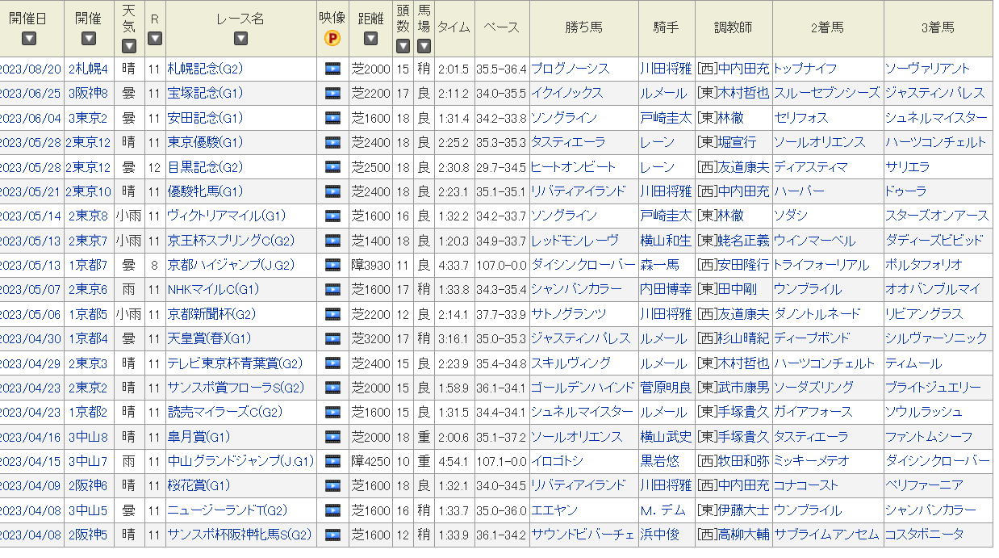 開催日 開催 天気 R レース名 映像 距離 頭数 馬場 タイム ペース 勝ち馬 騎手 調教師 2着馬 3着馬
P
2023/08/20 2札幌4 晴 11 札幌記念(G2) 芝2000 15 稍 2:01.5 35.5-36.4 プログノーシス 川田将雅 [西]中内田充 トップナイフ ソーヴァリアント
2023/06/25 3阪神8 曇 11 宝塚記念(G1) 芝2200 17 良 2:11.2 34.0-35.5 イクイノックス ルメール [東]木村哲也 スルーセブンシーズ ジャスティンパレス
2023/06/04 3東京2 曇 11 安田記念(G1) 芝1600 18 良 1:31.4 34.2-33.8 ソングライン 戸崎圭太 [東]林徹 セリフォス シュネルマイスター
2023/05/28 2東京12 晴 11 東京優駿(G1) 芝2400 18 良 2:25.2 35.3-35.3 タスティエーラ レーン [東]堀宣行 ソールオリエンス ハーツコンチェルト
2023/05/28 2東京12 曇 12 目黒記念(G2) 芝2500 18 良 2:30.8 29.7-34.5 ヒートオンビート レーン [西]友道康夫 ディアスティマ サリエラ
2023/05/21 2東京10 晴 11 優駿牝馬(G1) 芝2400 18 良 2:23.1 35.1-35.1 リバティアイランド 川田将雅 [西]中内田充 ハーパー ドゥーラ
2023/05/14 2東京8 小雨 11 ヴィクトリアマイル(G1) 芝1600 16 良 1:32.2 34.2-33.7 ソングライン 戸崎圭太 [東]林徹 ソダシ スターズオンアース
2023/05/13 2東京7 小雨 11 京王杯スプリングC(G2) 芝1400 18 良 1:20.3 34.9-33.7 レッドモンレーヴ 横山和生 [東]蛯名正義 ウインマーベル ダディーズビビッド
2023/05/13 1京都7 曇 8 京都ハイジャンプ(J.G2) 障3930 11 良 4:33.7 107.0-0.0 ダイシンクローバー 森一馬 [西]安田隆行 トライフォーリアル ポルタフォリオ
2023/05/07 2東京6 雨 11 NHKマイルC(G1) 芝1600 17 稍 1:33.8 34.3-35.4 シャンパンカラー 内田博幸 [東]田中剛 ウンブライル オオバンブルマイ
2023/05/06 1京都5 小雨 11 京都新聞杯(G2) 芝2200 12 良 2:14.1 37.7-33.9 サトノグランツ 川田将雅 [西]友道康夫 ダノントルネード リビアングラス
2023/04/30 1京都4 曇 11 天皇賞(春)(G1) 芝3200 17 稍 3:16.1 35.0-35.3 ジャスティンパレス ルメール [西]杉山晴紀 ディープボンド シルヴァーソニック
2023/04/29 2東京3 晴 11 テレビ東京杯青葉賞(G2) 芝2400 15 良 2:23.9 35.4-34.8 スキルヴィング ルメール [東]木村哲也 ハーツコンチェルト ティムール
2023/04/23 2東京2 晴 11 サンスポ賞フローラS(G2) 芝2000 15 良 1:58.9 36.1-34.1 ゴールデンハインド 菅原明良 [東]武市康男 ソーダズリング ブライトジュエリー
2023/04/23 1京都2 晴 11 読売マイラーズC(G2) 芝1600 15 良 1:31.5 34.4-34.1 シュネルマイスター ルメール [東]手塚貴久 ガイアフォース ソウルラッシュ
2023/04/16 3中山8 晴 11 皐月賞(G1) 芝2000 18 重 2:00.6 35.1-37.2 ソールオリエンス 横山武史 [東]手塚貴久 タスティエーラ ファントムシーフ
2023/04/15 3中山7 雨 11 中山グランドジャンプ(J.G1) 障4250 10 重 4:54.1 107.1-0.0 イロゴトシ 黒岩悠 [西]牧田和弥 ミッキーメテオ ダイシンクローバー
2023/04/09 2阪神6 晴 11 桜花賞(G1) 芝1600 18 良 1:32.1 34.0-34.5 リバティアイランド 川田将雅 [西]中内田充 コナコースト ペリファーニア
2023/04/08 3中山5 曇 11 ニュージーランドT(G2) 芝1600 16 稍 1:33.7 35.0-36.0 エエヤン M.デム [東]伊藤大士 ウンブライル シャンパンカラー
2023/04/08 2阪神5 晴 11 サンスポ杯阪神牝馬S(G2) 芝1600 12 稍 1:33.9 36.1-34.2 サウンドビバーチェ 浜中俊 [西]高柳大輔 サブライムアンセム コスタボニータ